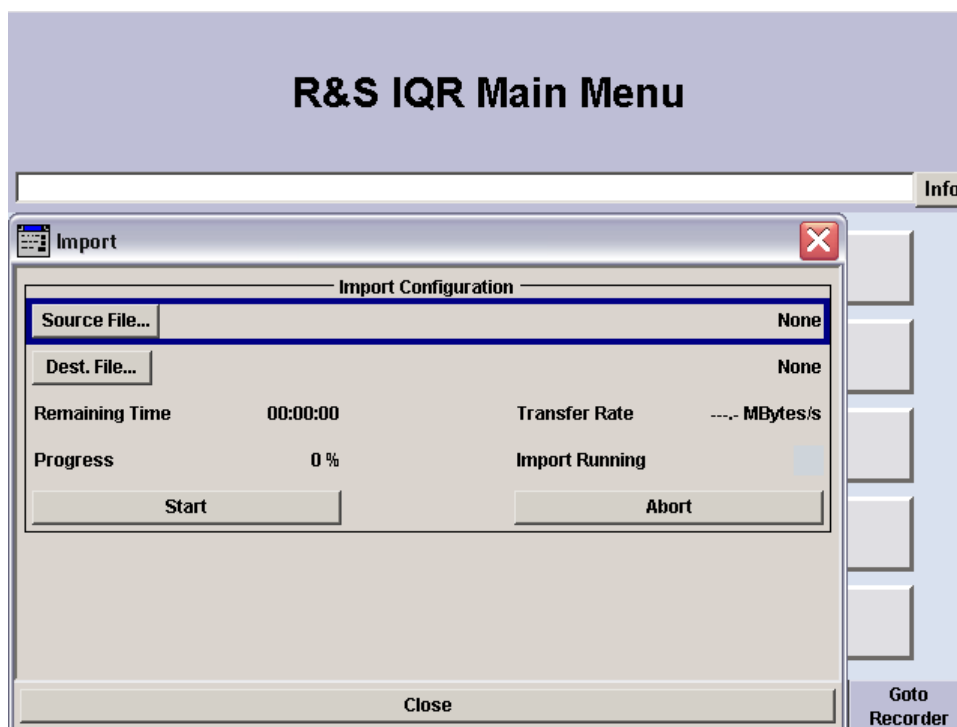 R&S IQR Main Menu
Info
Import
Import Configuration
Source File... None
Dest. File... None
Remaining Time 00:00:00 Transfer Rate ---.- MBytes/s
Progress 0 % Import Running
Start Abort
Close
Goto
Recorder